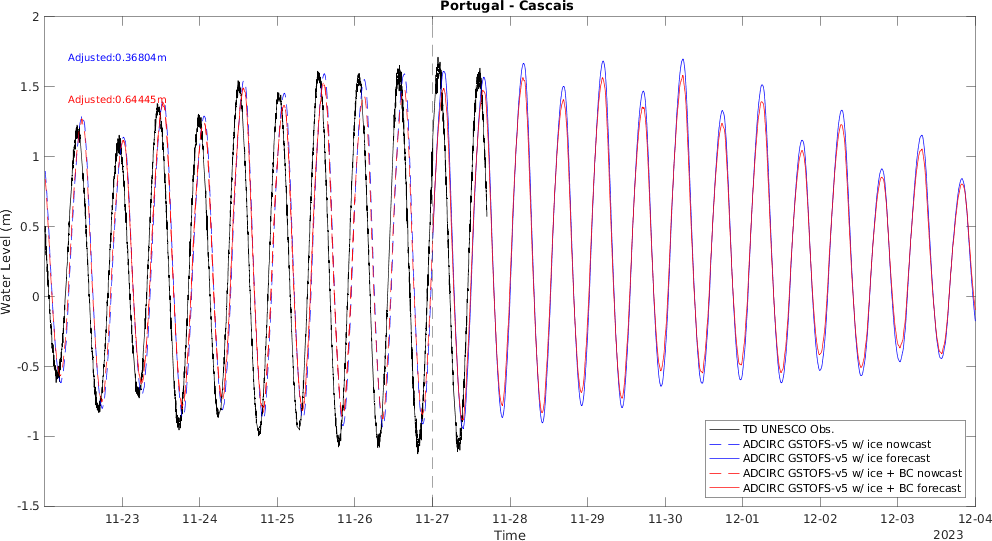 Portugal - Cascais
2
1.5
1
0.5
0
-0.5
-1
-1.5
Water Level (m)
Adjusted:0.36804m
Adjusted:0.64445m
TD UNESCO Obs.
ADCIRC GSTOFS-v5 w/ ice nowcast
ADCIRC GSTOFS-v5 w/ ice forecast
ADCIRC GSTOFS-v5 w/ ice + BC nowcast
ADCIRC GSTOFS-v5 w/ ice + BC forecast
11-23 11-24 11-25 11-26 11-27 11-28 11-29 11-30 12-01 12-02 12-03 12-04
Time
2023